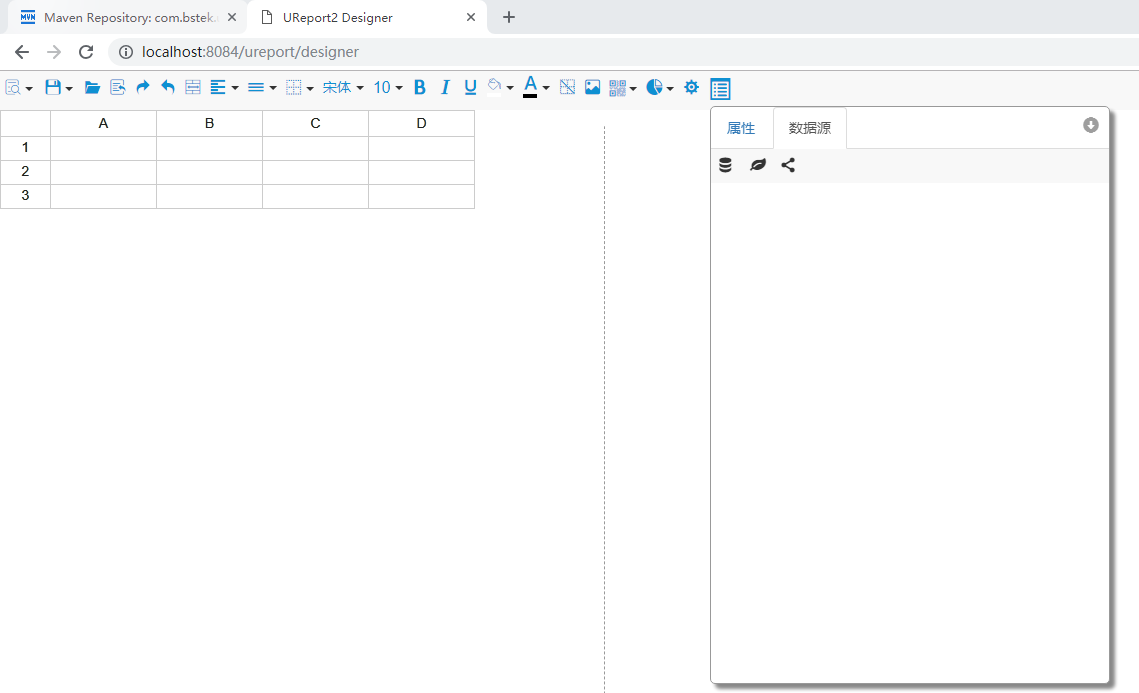 Maven Repository: com.bstek.
UReport2 Designer
localhost:8084/ureport/designer
宋体 10 B I U A
属性 数据源
A B C D
1
2
3